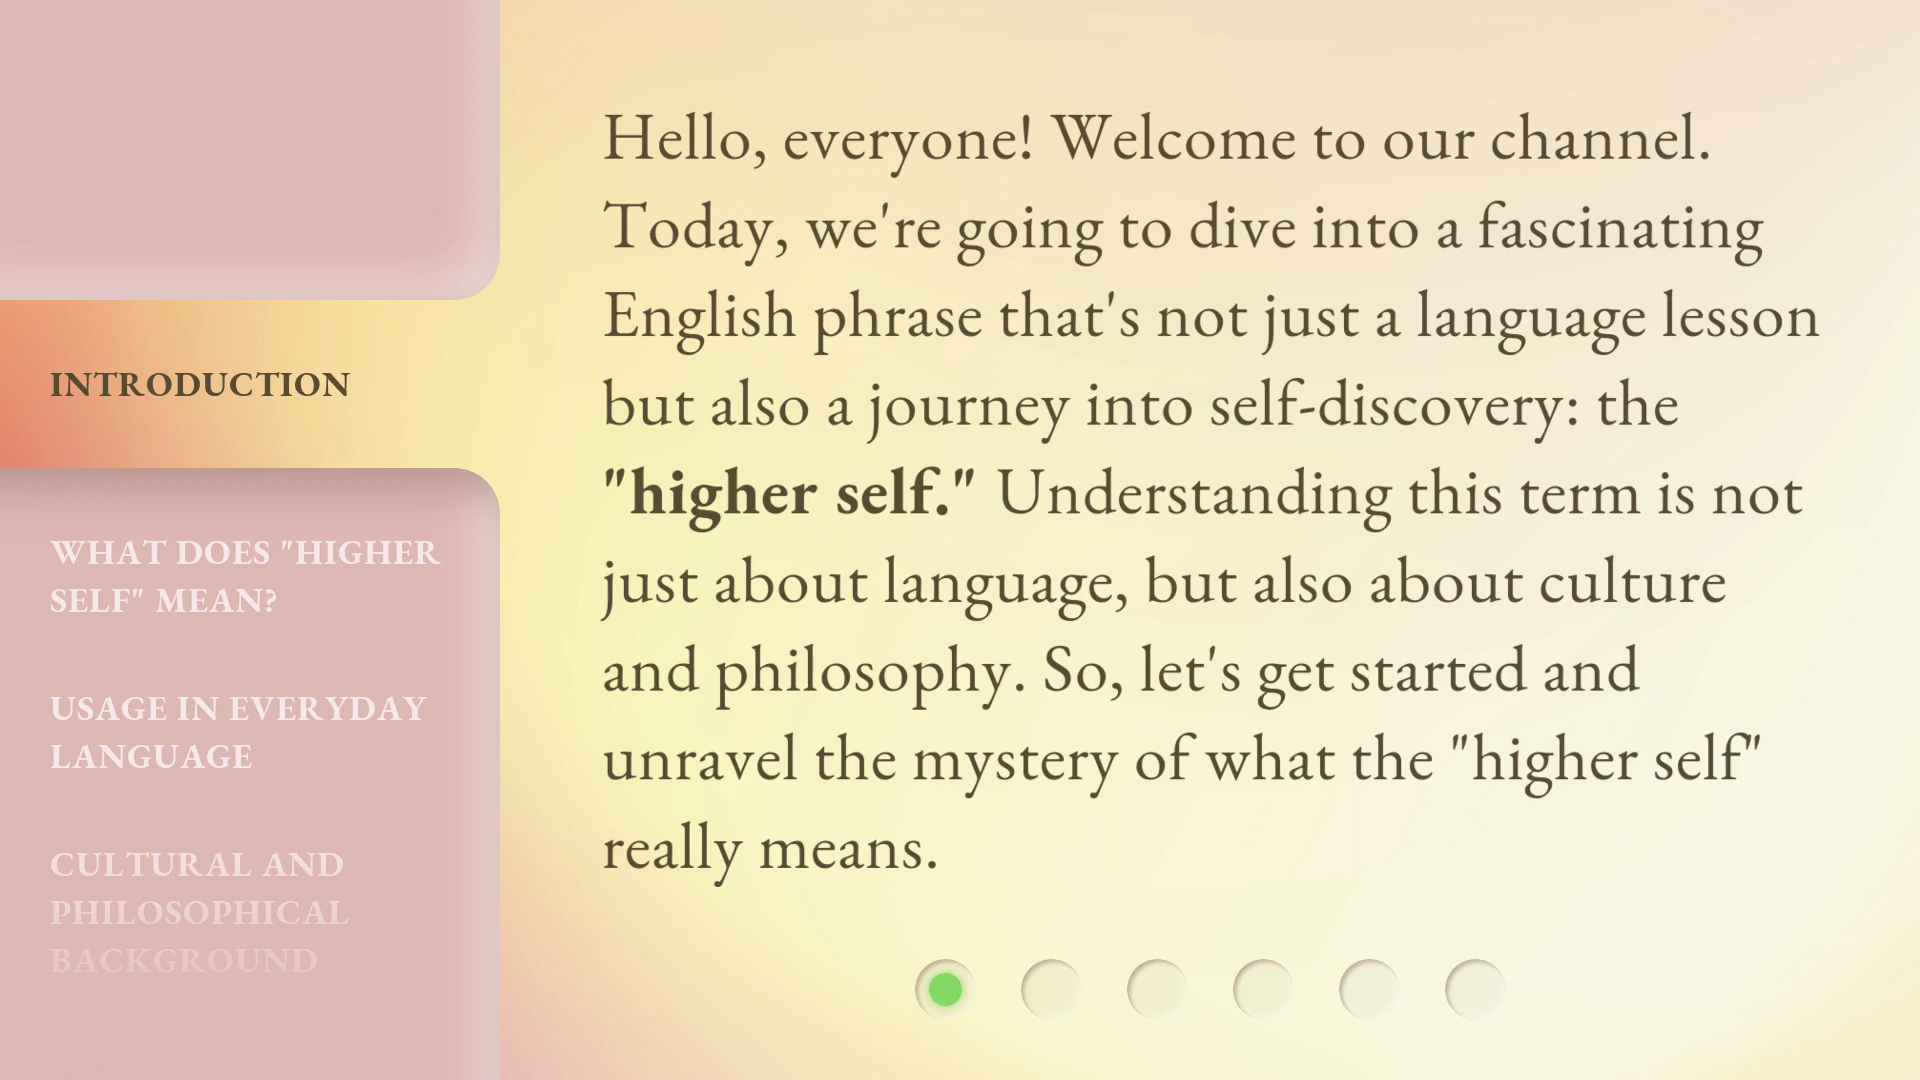 INTRODUCTION
WHAT DOES "HIGHER
SELF" MEAN?
USAGE IN EVERYDAY
LANGUAGE
CULTURAL AND
PHILOSOPHICAL
BACKGROUND
Hello, everyone! Welcome to our channel.
Today, we're going to dive into a fascinating
English phrase that's not just a language lesson
but also a journey into self-discovery: the
"higher self." Understanding this term is not
just about language, but also about culture
and philosophy. So, let's get started and
unravel the mystery of what the "higher self"
really means.